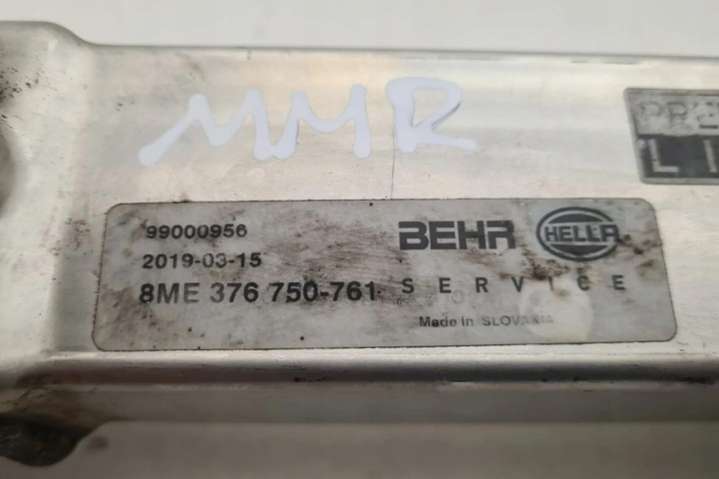 MMR
99000956
2019-03-15
8ME 376 750-761
BEHR HELLA
SERVICE
Made in SLOVAKIA